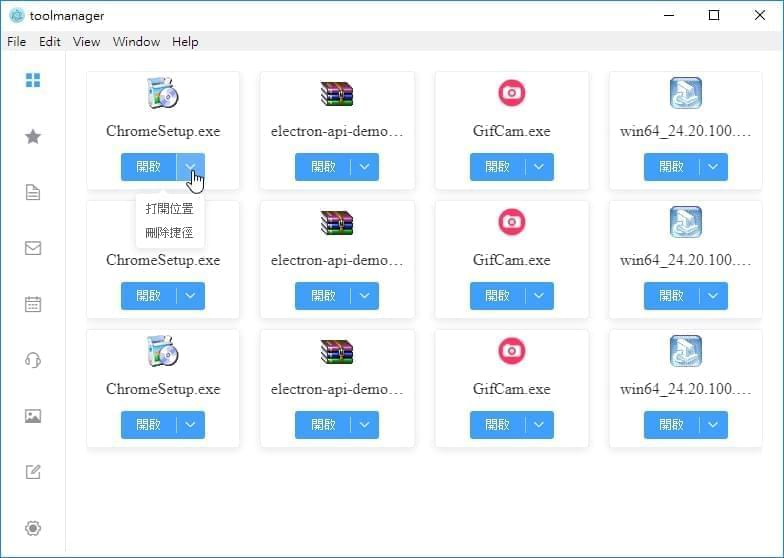 toolmanager
File Edit View Window Help
ChromeSetup.exe
electron-api-demo...
GifCam.exe
win64_24.20.100....
開啟
開啟
開啟
開啟
打開位置
刪除捷徑
ChromeSetup.exe
electron-api-demo...
GifCam.exe
win64_24.20.100....
開啟
開啟
開啟
開啟
ChromeSetup.exe
electron-api-demo...
GifCam.exe
win64_24.20.100....
開啟
開啟
開啟
開啟